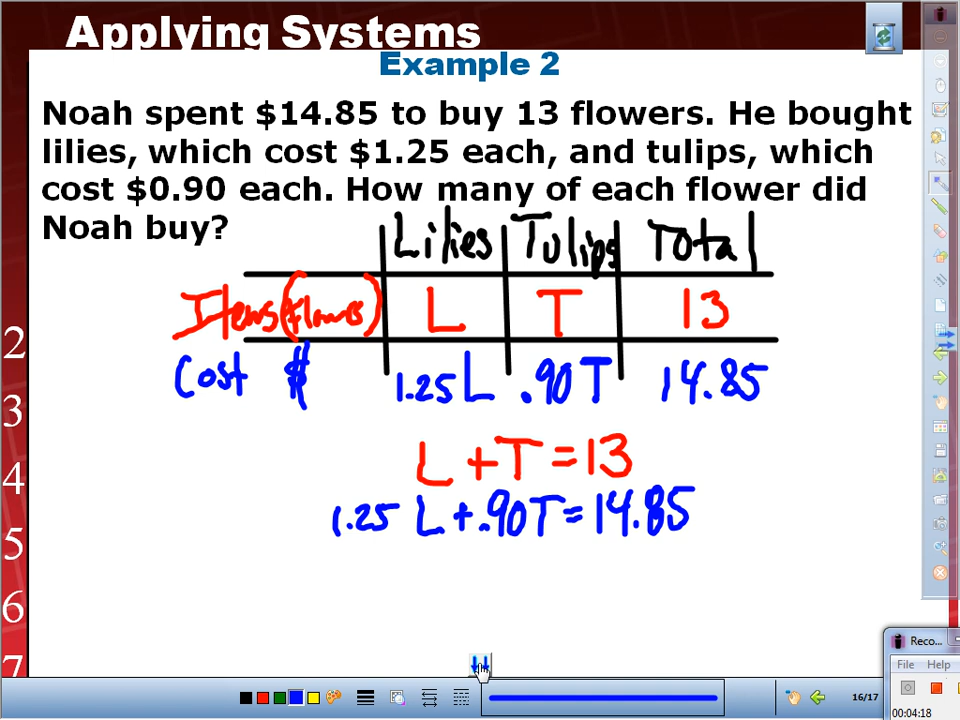 Applying Systems
Example 2
Noah spent $14.85 to buy 13 flowers. He bought
lilies, which cost $1.25 each, and tulips, which
cost $0.90 each. How many of each flower did
Noah buy?
Lilies Tulips Total
Items (flowers) L T 13
Cost $ 1.25L .90T 14.85
L + T = 13
1.25 L + .90T = 14.85
2
3
4
5
6
7
Reco...
File Help
00:04:18
16/17